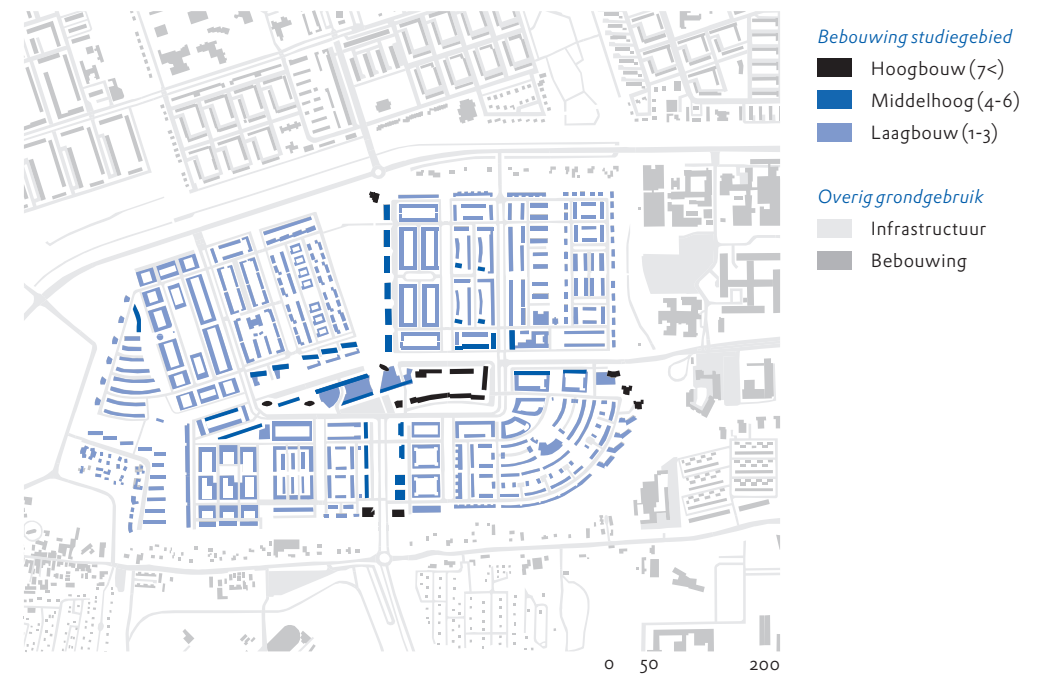 Bebouwing studiegebied
Hoogbouw (7<)
Middelhoog (4-6)
Laagbouw (1-3)
Overig grondgebruik
Infrastructuur
Bebouwing
0 50 200